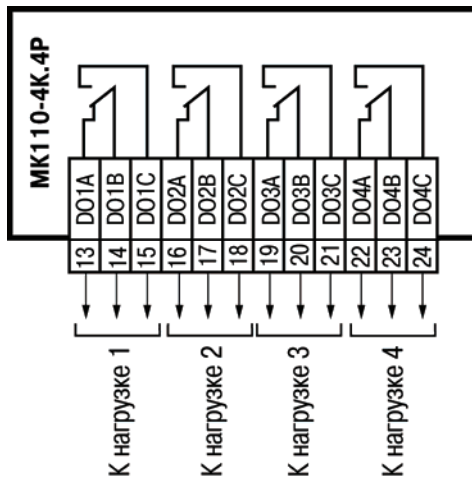 МК110-4К.4Р
DO1A DO1B DO1C DO2A DO2B DO2C DO3A DO3B DO3C DO4A DO4B DO4C
13 14 15 16 17 18 19 20 21 22 23 24
К нагрузке 1
К нагрузке 2
К нагрузке 3
К нагрузке 4